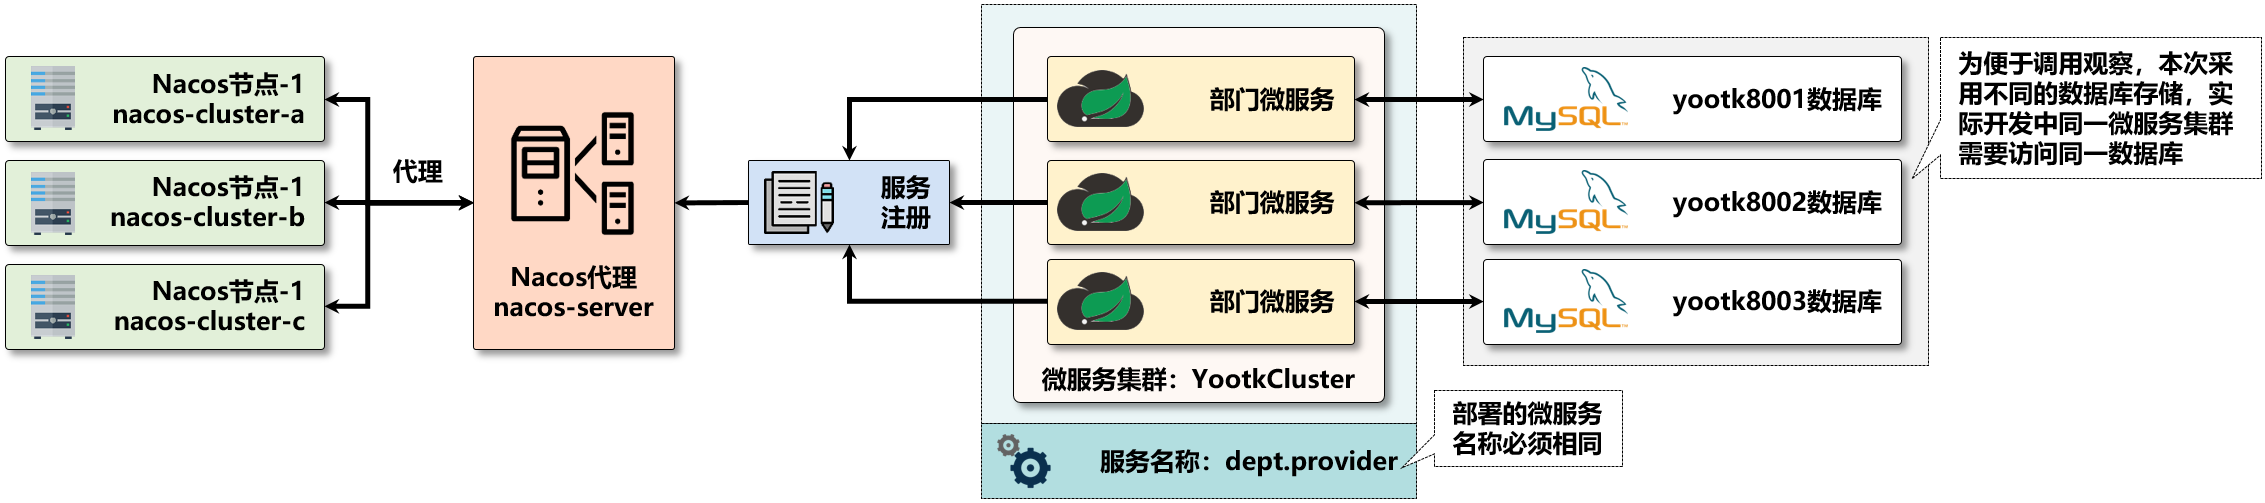 Nacos节点-1
nacos-cluster-a
Nacos节点-1
nacos-cluster-b
Nacos节点-1
nacos-cluster-c
代理
Nacos代理
nacos-server
服务
注册
部门微服务
部门微服务
部门微服务
微服务集群：YootkCluster
服务名称：dept.provider
部署的微服务
名称必须相同
MySQL
yootk8001数据库
MySQL
yootk8002数据库
MySQL
yootk8003数据库
为便于调用观察，本次采
用不同的数据库存储，实
际开发中同一微服务集群
需要访问同一数据库